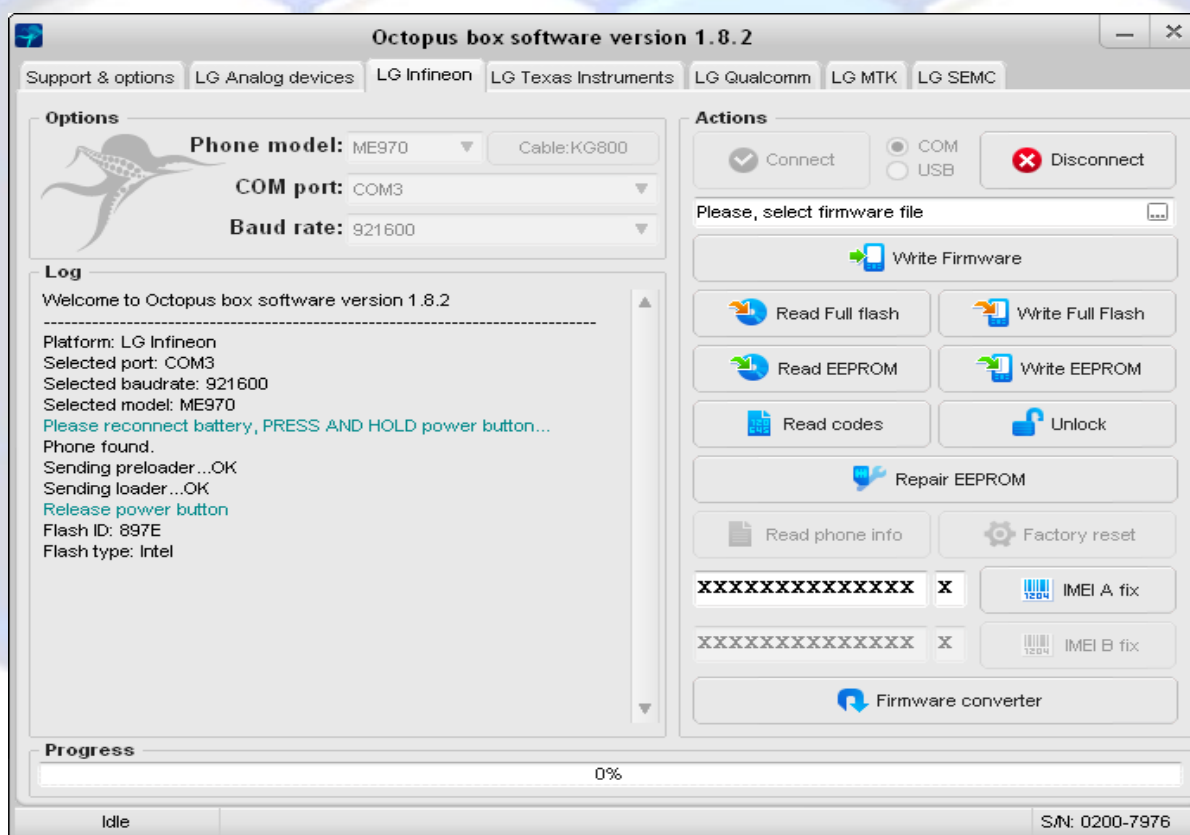 Octopus box software version 1.8.2
Support & options LG Analog devices LG Infineon LG Texas Instruments LG Qualcomm LG MTK LG SEMC
Options
Phone model: ME970 Cable:KG800
COM port: COM3
Baud rate: 921600
Log
Welcome to Octopus box software version 1.8.2
--------------------------------------------------------------------------------
Platform: LG Infineon
Selected port: COM3
Selected baudrate: 921600
Selected model: ME970
Please reconnect battery, PRESS AND HOLD power button...
Phone found.
Sending preloader...OK
Sending loader...OK
Release power button
Flash ID: 897E
Flash type: Intel
Actions
Connect COM USB Disconnect
Please, select firmware file ...
Write Firmware
Read Full flash Write Full Flash
Read EEPROM Write EEPROM
Read codes Unlock
Repair EEPROM
Read phone info Factory reset
XXXXXXXXXXXXXX X IMEI A fix
XXXXXXXXXXXXXX X IMEI B fix
Firmware converter
Progress
0%
Idle S/N: 0200-7976